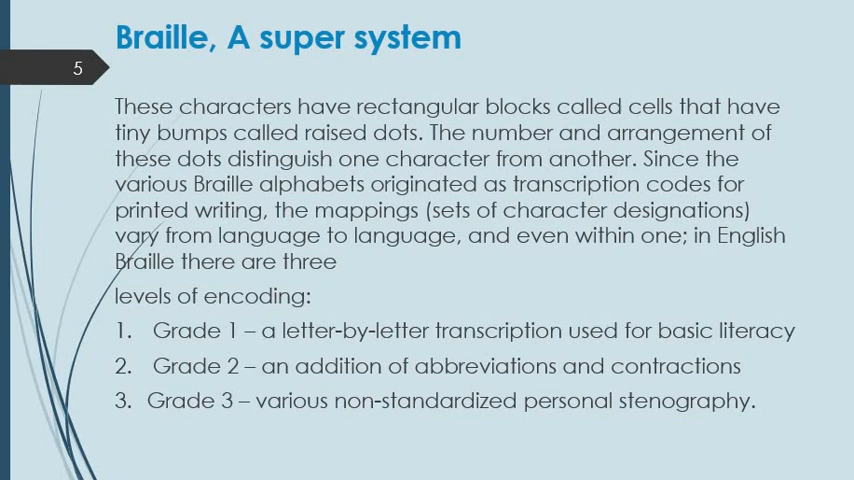 Braille, A super system
5
These characters have rectangular blocks called cells that have
tiny bumps called raised dots. The number and arrangement of
these dots distinguish one character from another. Since the
various Braille alphabets originated as transcription codes for
printed writing, the mappings (sets of character designations)
vary from language to language, and even within one; in English
Braille there are three
levels of encoding:
1. Grade 1 – a letter-by-letter transcription used for basic literacy
2. Grade 2 – an addition of abbreviations and contractions
3. Grade 3 – various non-standardized personal stenography.